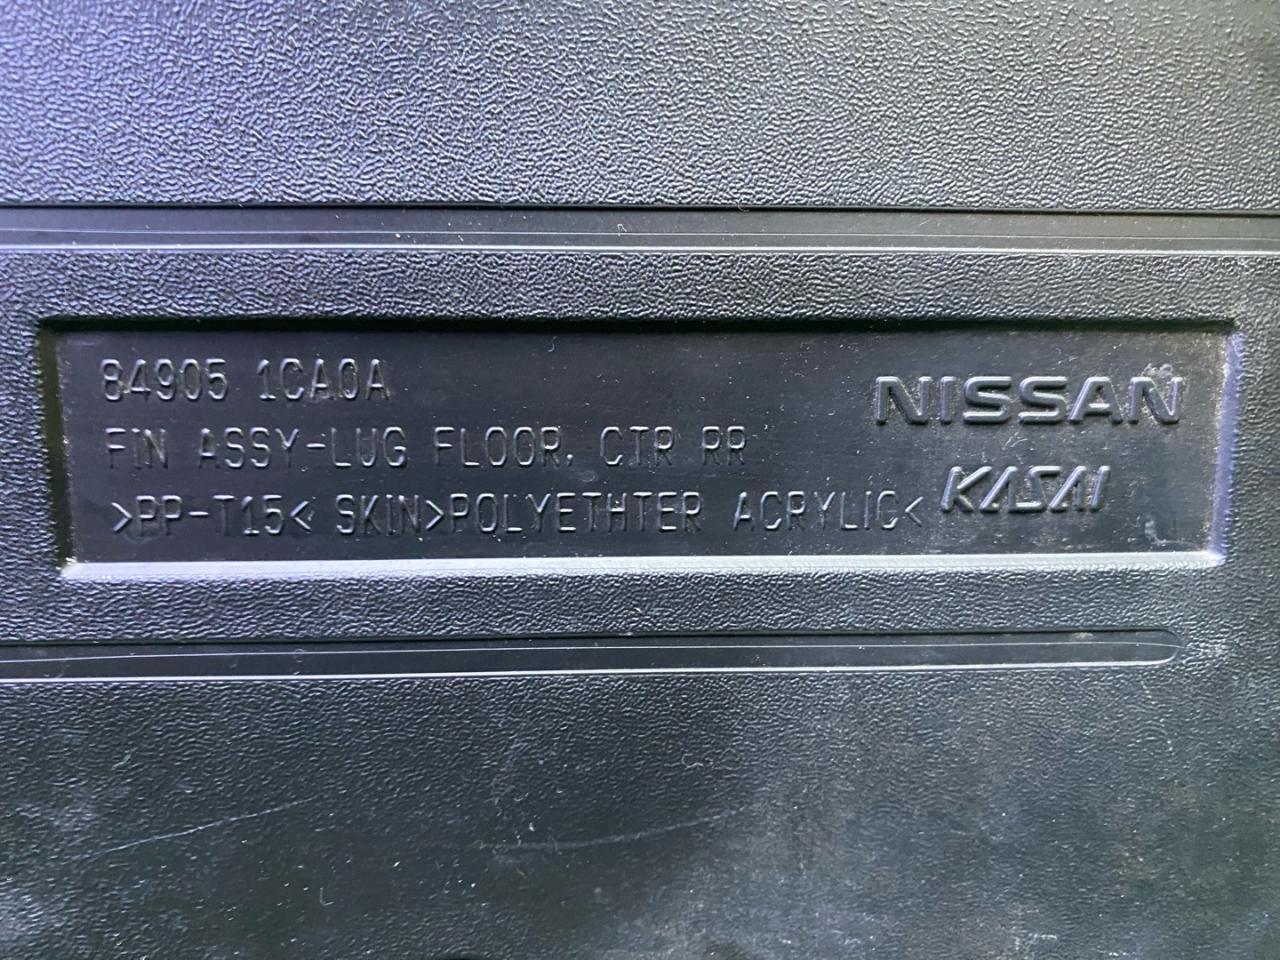 84905 1CA0A
FIN ASSY-LUG FLOOR, CTR RR
>PP-T15< SKIN>POLYETHTER ACRYLIC<
NISSAN
KASAI